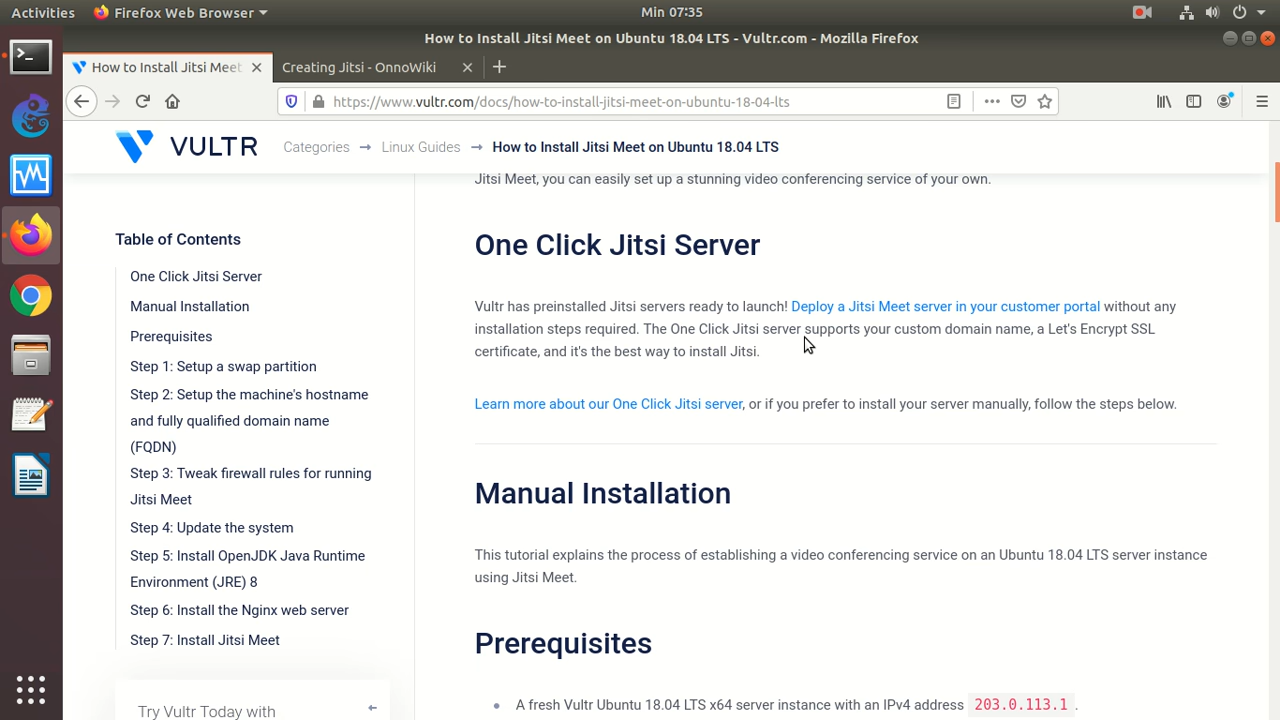 Activities
Firefox Web Browser
Min 07:35
How to Install Jitsi Meet on Ubuntu 18.04 LTS - Vultr.com - Mozilla Firefox
How to Install Jitsi Meet
Creating Jitsi - OnnoWiki
https://www.vultr.com/docs/how-to-install-jitsi-meet-on-ubuntu-18-04-lts
VULTR
Categories → Linux Guides → How to Install Jitsi Meet on Ubuntu 18.04 LTS
Table of Contents
One Click Jitsi Server
Manual Installation
Prerequisites
Step 1: Setup a swap partition
Step 2: Setup the machine's hostname
and fully qualified domain name
(FQDN)
Step 3: Tweak firewall rules for running
Jitsi Meet
Step 4: Update the system
Step 5: Install OpenJDK Java Runtime
Environment (JRE) 8
Step 6: Install the Nginx web server
Step 7: Install Jitsi Meet
Try Vultr Today with
Jitsi Meet, you can easily set up a stunning video conferencing service of your own.
One Click Jitsi Server
Vultr has preinstalled Jitsi servers ready to launch! Deploy a Jitsi Meet server in your customer portal without any
installation steps required. The One Click Jitsi server supports your custom domain name, a Let's Encrypt SSL
certificate, and it's the best way to install Jitsi.
Learn more about our One Click Jitsi server, or if you prefer to install your server manually, follow the steps below.
Manual Installation
This tutorial explains the process of establishing a video conferencing service on an Ubuntu 18.04 LTS server instance
using Jitsi Meet.
Prerequisites
• A fresh Vultr Ubuntu 18.04 LTS x64 server instance with an IPv4 address 203.0.113.1 .